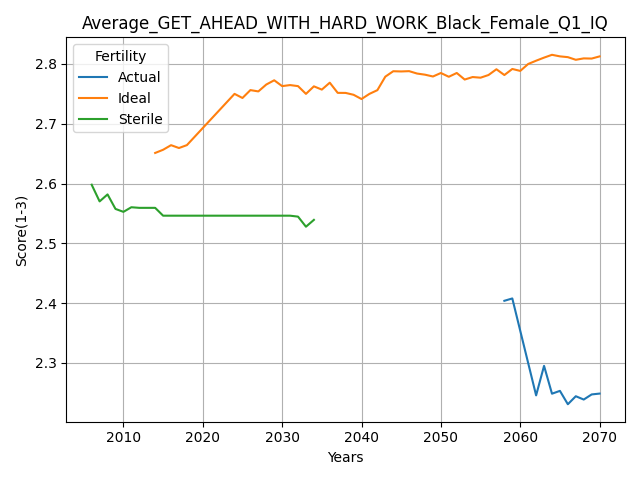 Average_GET_AHEAD_WITH_HARD_WORK_Black_Female_Q1_IQ
Fertility
Actual
Ideal
Sterile
Score(1-3)
2.8
2.7
2.6
2.5
2.4
2.3
2010 2020 2030 2040 2050 2060 2070
Years